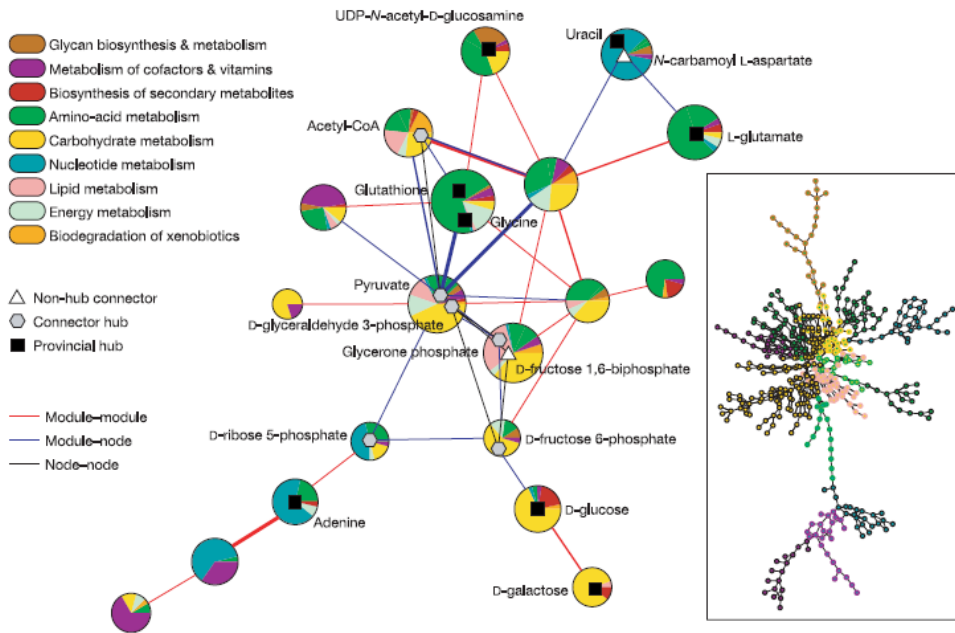 Glycan biosynthesis & metabolism
Metabolism of cofactors & vitamins
Biosynthesis of secondary metabolites
Amino-acid metabolism
Carbohydrate metabolism
Nucleotide metabolism
Lipid metabolism
Energy metabolism
Biodegradation of xenobiotics
Non-hub connector
Connector hub
Provincial hub
Module–module
Module–node
Node–node
UDP-N-acetyl-D-glucosamine
Uracil
N-carbamoyl L-aspartate
Acetyl-CoA
L-glutamate
Glutathione
Glycine
Pyruvate
D-glyceraldehyde 3-phosphate
Glycerone phosphate
D-fructose 1,6-biphosphate
D-ribose 5-phosphate
D-fructose 6-phosphate
Adenine
D-glucose
D-galactose